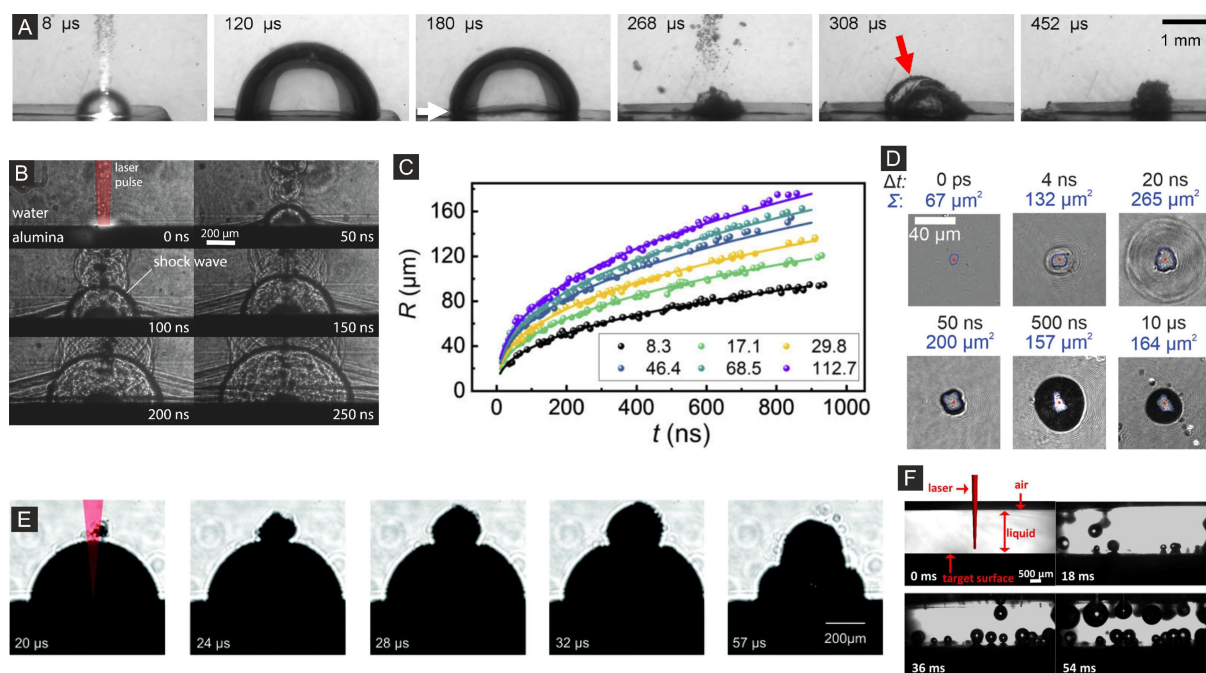 A
8 µs
120 µs
180 µs
268 µs
308 µs
452 µs
1 mm
B
laser
pulse
water
alumina
0 ns
200 µm
50 ns
shock wave
100 ns
150 ns
200 ns
250 ns
C
R (µm)
160
120
80
40
0
0 200 400 600 800 1000
t (ns)
8.3 17.1 29.8
46.4 68.5 112.7
D
Δt: 0 ps 4 ns 20 ns
Σ: 67 µm² 132 µm² 265 µm²
40 µm
50 ns 500 ns 10 µs
200 µm² 157 µm² 164 µm²
E
20 µs
24 µs
28 µs
32 µs
57 µs
200µm
F
laser
air
liquid
target surface
0 ms
500 µm
18 ms
36 ms
54 ms